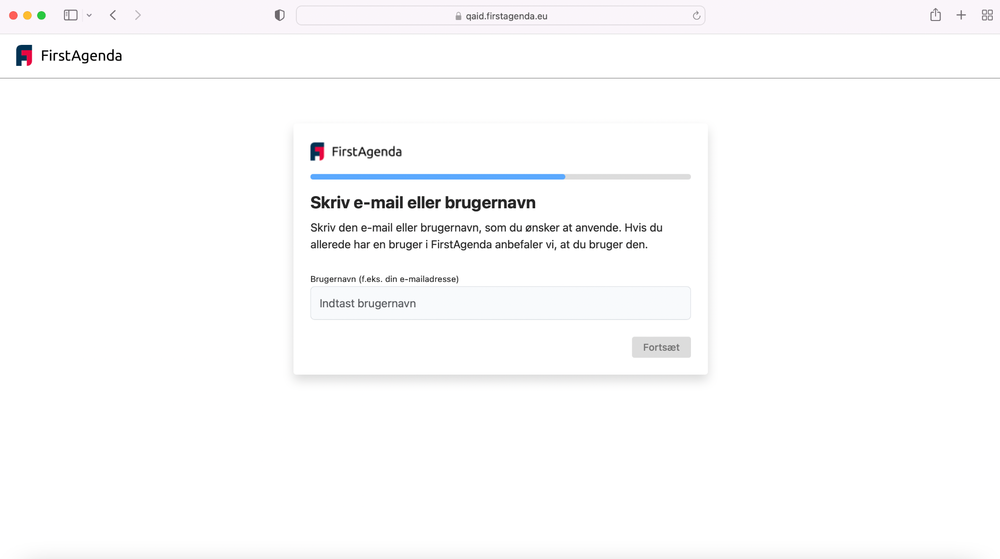 qaid.firstagenda.eu
FirstAgenda
FirstAgenda
Skriv e-mail eller brugernavn
Skriv den e-mail eller brugernavn, som du ønsker at anvende. Hvis du
allerede har en bruger i FirstAgenda anbefaler vi, at du bruger den.
Brugernavn (f.eks. din e-mailadresse)
Indtast brugernavn
Fortsæt